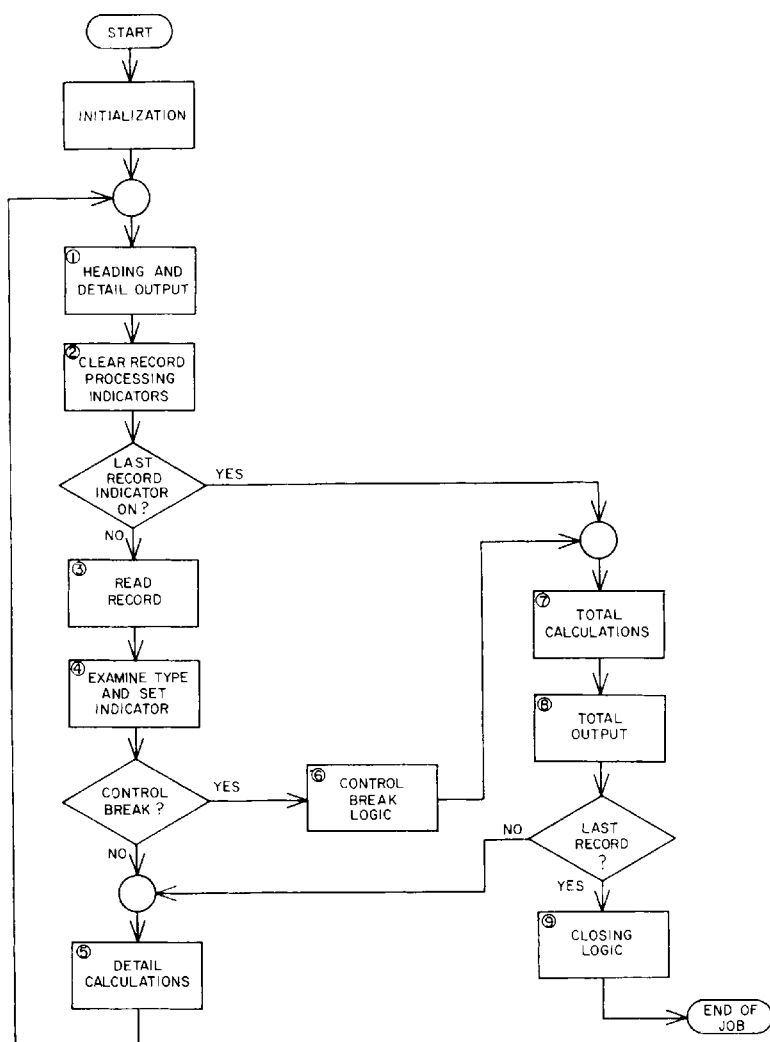 START
INITIALIZATION
①
HEADING AND
DETAIL OUTPUT
②
CLEAR RECORD
PROCESSING
INDICATORS
LAST
RECORD
INDICATOR
ON?
YES
NO
③
READ
RECORD
④
EXAMINE TYPE
AND SET
INDICATOR
CONTROL
BREAK?
YES
NO
⑥
CONTROL
BREAK
LOGIC
⑤
DETAIL
CALCULATIONS
⑦
TOTAL
CALCULATIONS
⑧
TOTAL
OUTPUT
LAST
RECORD
?
NO
YES
⑨
CLOSING
LOGIC
END OF
JOB